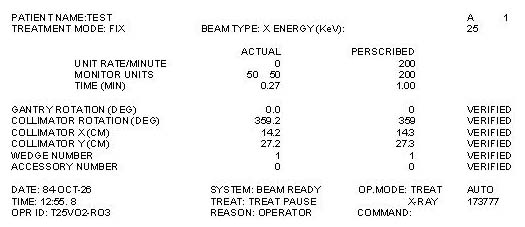 PATIENT NAME:TEST A 1
TREATMENT MODE: FIX BEAM TYPE: X ENERGY (KeV): 25
ACTUAL PERSCRIBED
UNIT RATE/MINUTE 0 200
MONITOR UNITS 50 50 200
TIME (MIN) 0.27 1.00
GANTRY ROTATION (DEG) 0.0 0 VERIFIED
COLLIMATOR ROTATION (DEG) 359.2 359 VERIFIED
COLLIMATOR X (CM) 14.2 14.3 VERIFIED
COLLIMATOR Y (CM) 27.2 27.3 VERIFIED
WEDGE NUMBER 1 1 VERIFIED
ACCESSORY NUMBER 0 0 VERIFIED
DATE: 84-OCT-26 SYSTEM: BEAM READY OP.MODE: TREAT AUTO
TIME: 12:55. 8 TREAT: TREAT PAUSE X-RAY 173777
OPR ID: T25VO2-RO3 REASON: OPERATOR COMMAND: